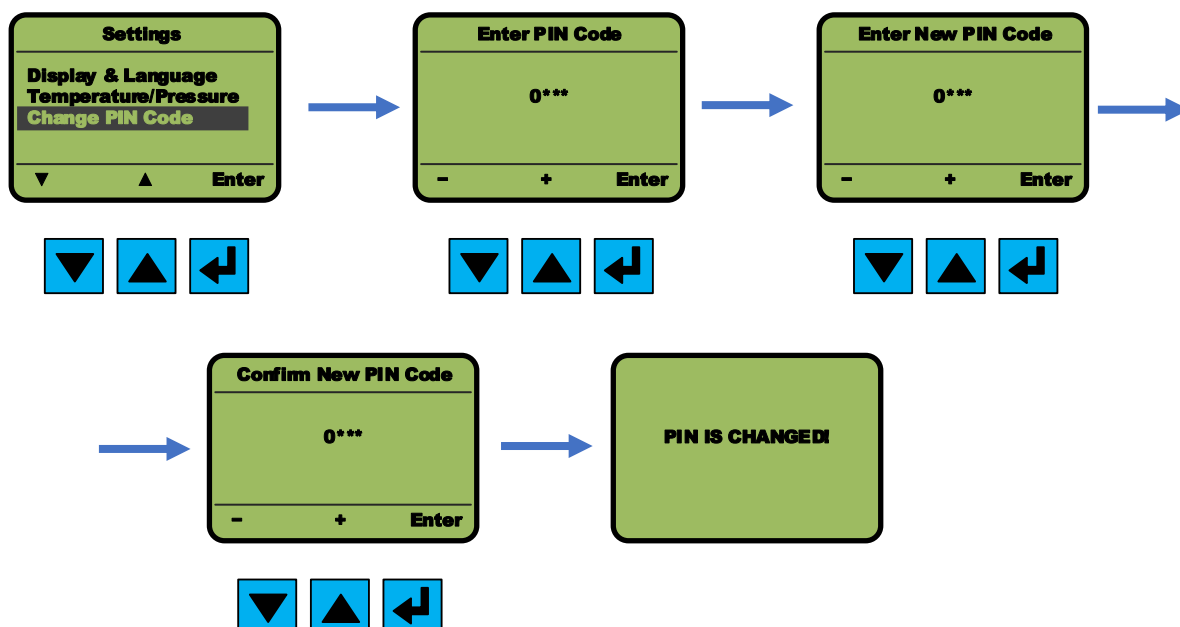 Settings
Display & Language
Temperature/Pressure
Change PIN Code
▼ ▲ Enter
Enter PIN Code
0***
- + Enter
Enter New PIN Code
0***
- + Enter
Confirm New PIN Code
0***
- + Enter
PIN IS CHANGED!